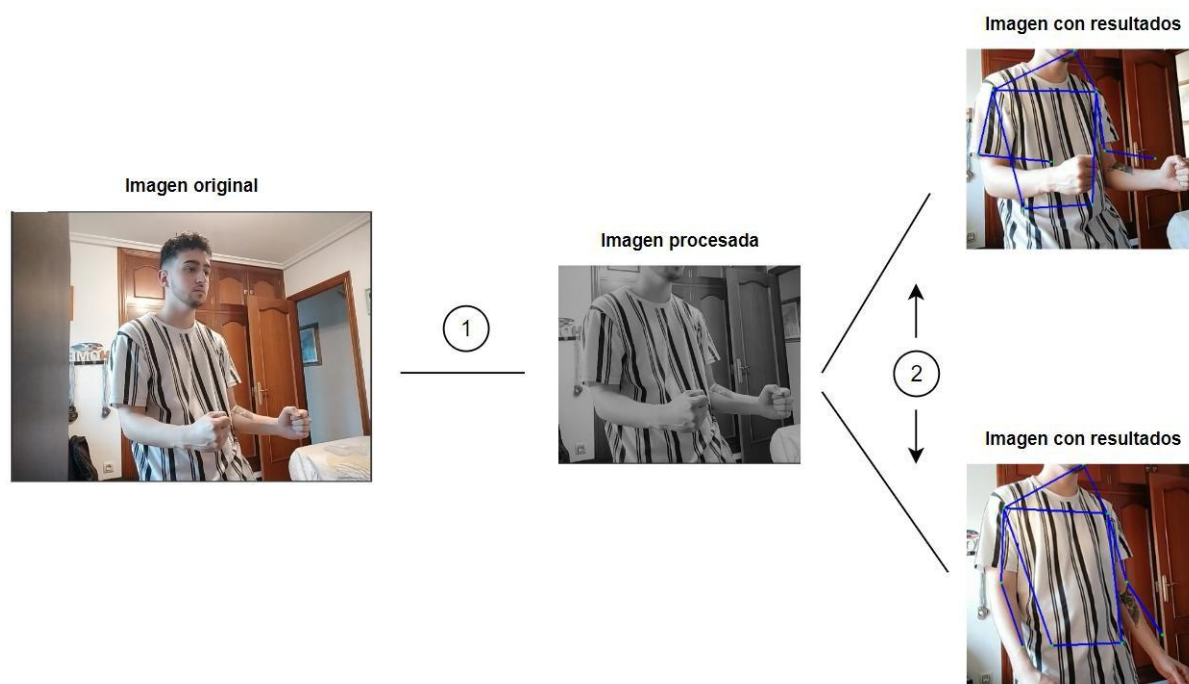 Imagen con resultados
Imagen original
Imagen procesada
1
2
Imagen con resultados